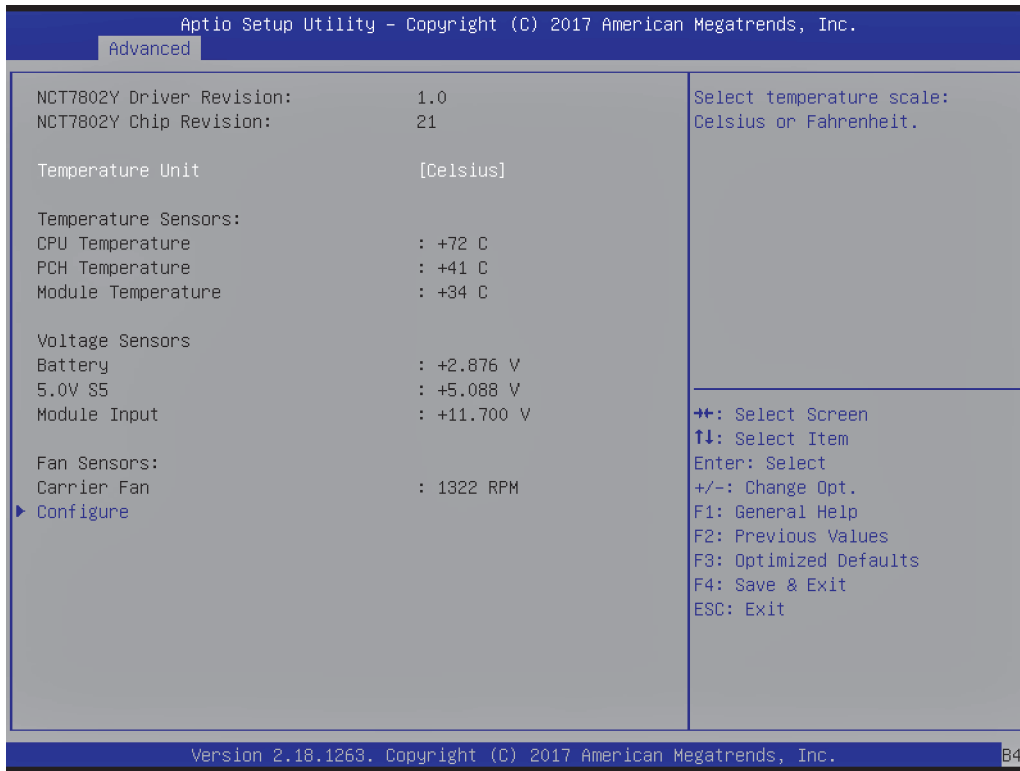 Aptio Setup Utility – Copyright (C) 2017 American Megatrends, Inc.
Advanced
NCT7802Y Driver Revision: 1.0
NCT7802Y Chip Revision: 21
Temperature Unit [Celsius]
Temperature Sensors:
CPU Temperature : +72 C
PCH Temperature : +41 C
Module Temperature : +34 C
Voltage Sensors
Battery : +2.876 V
5.0V S5 : +5.088 V
Module Input : +11.700 V
Fan Sensors:
Carrier Fan : 1322 RPM
Configure
Select temperature scale:
Celsius or Fahrenheit.
→←: Select Screen
↑↓: Select Item
Enter: Select
+/-: Change Opt.
F1: General Help
F2: Previous Values
F3: Optimized Defaults
F4: Save & Exit
ESC: Exit
Version 2.18.1263. Copyright (C) 2017 American Megatrends, Inc.
B4